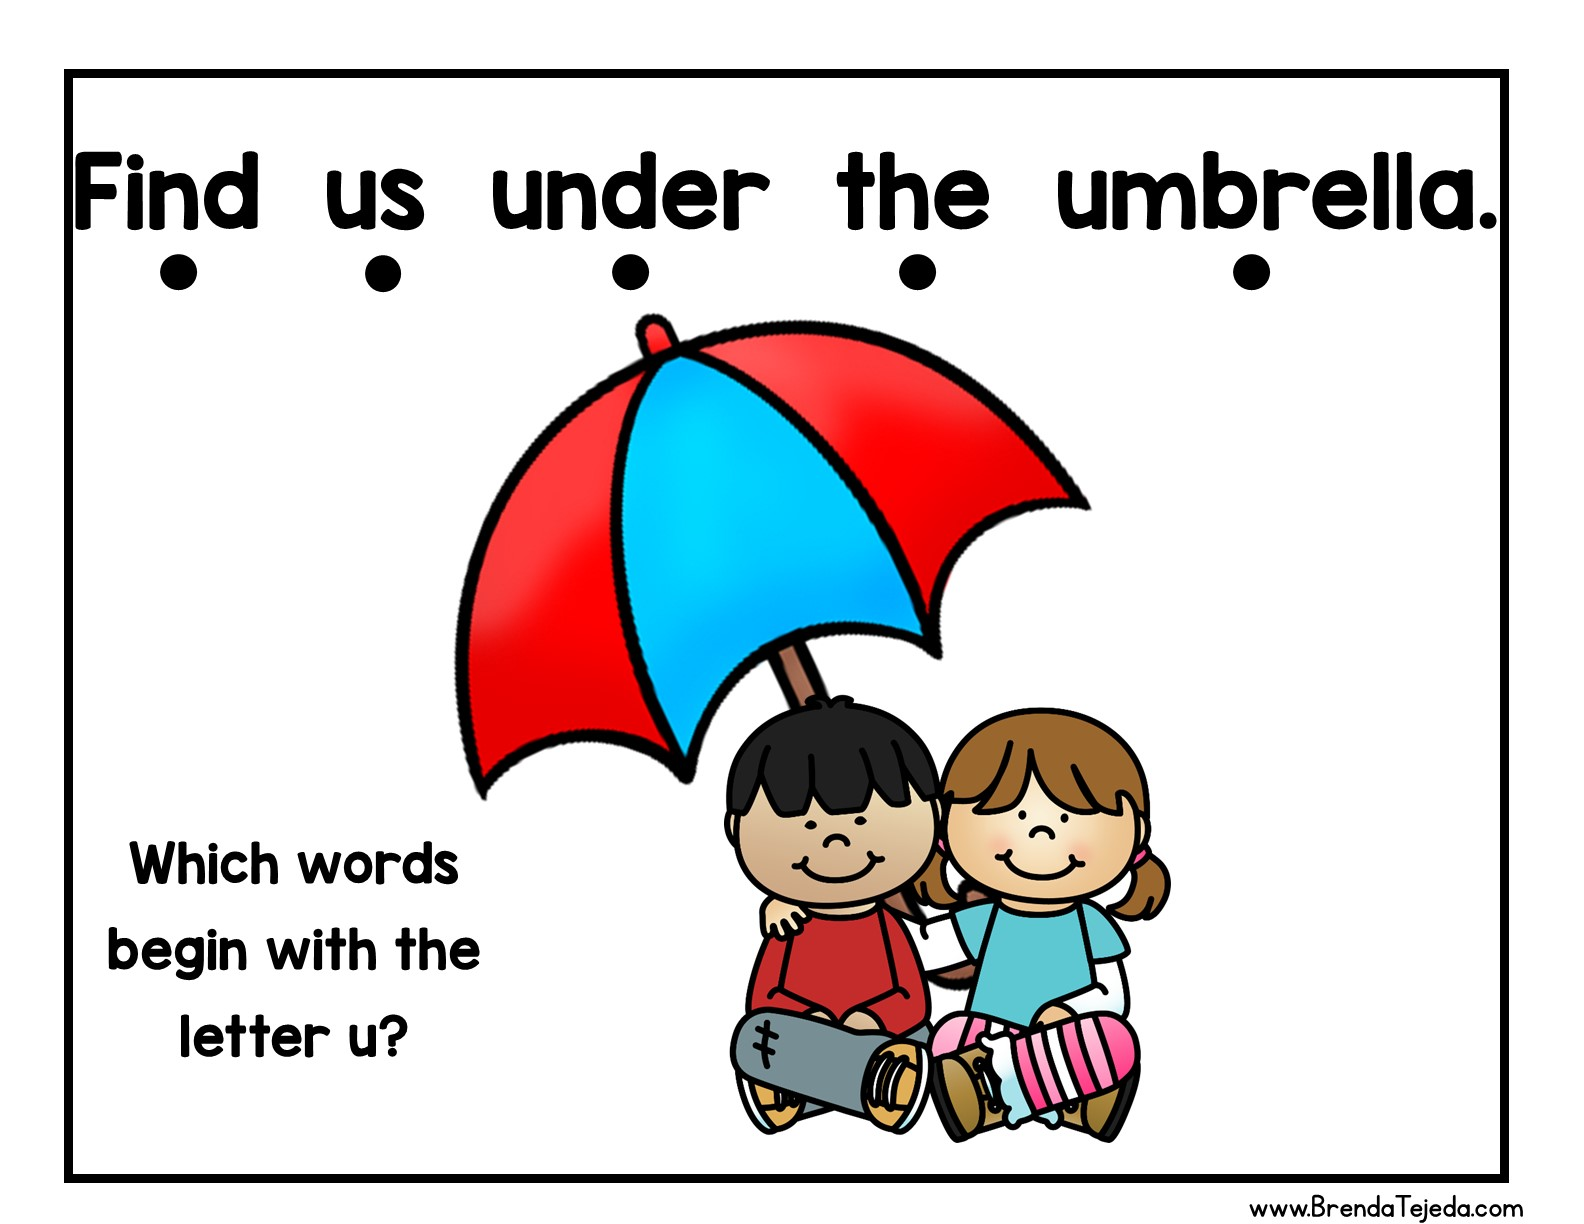 Find us under the umbrella.
Which words
begin with the
letter u?
www.BrendaTejeda.com